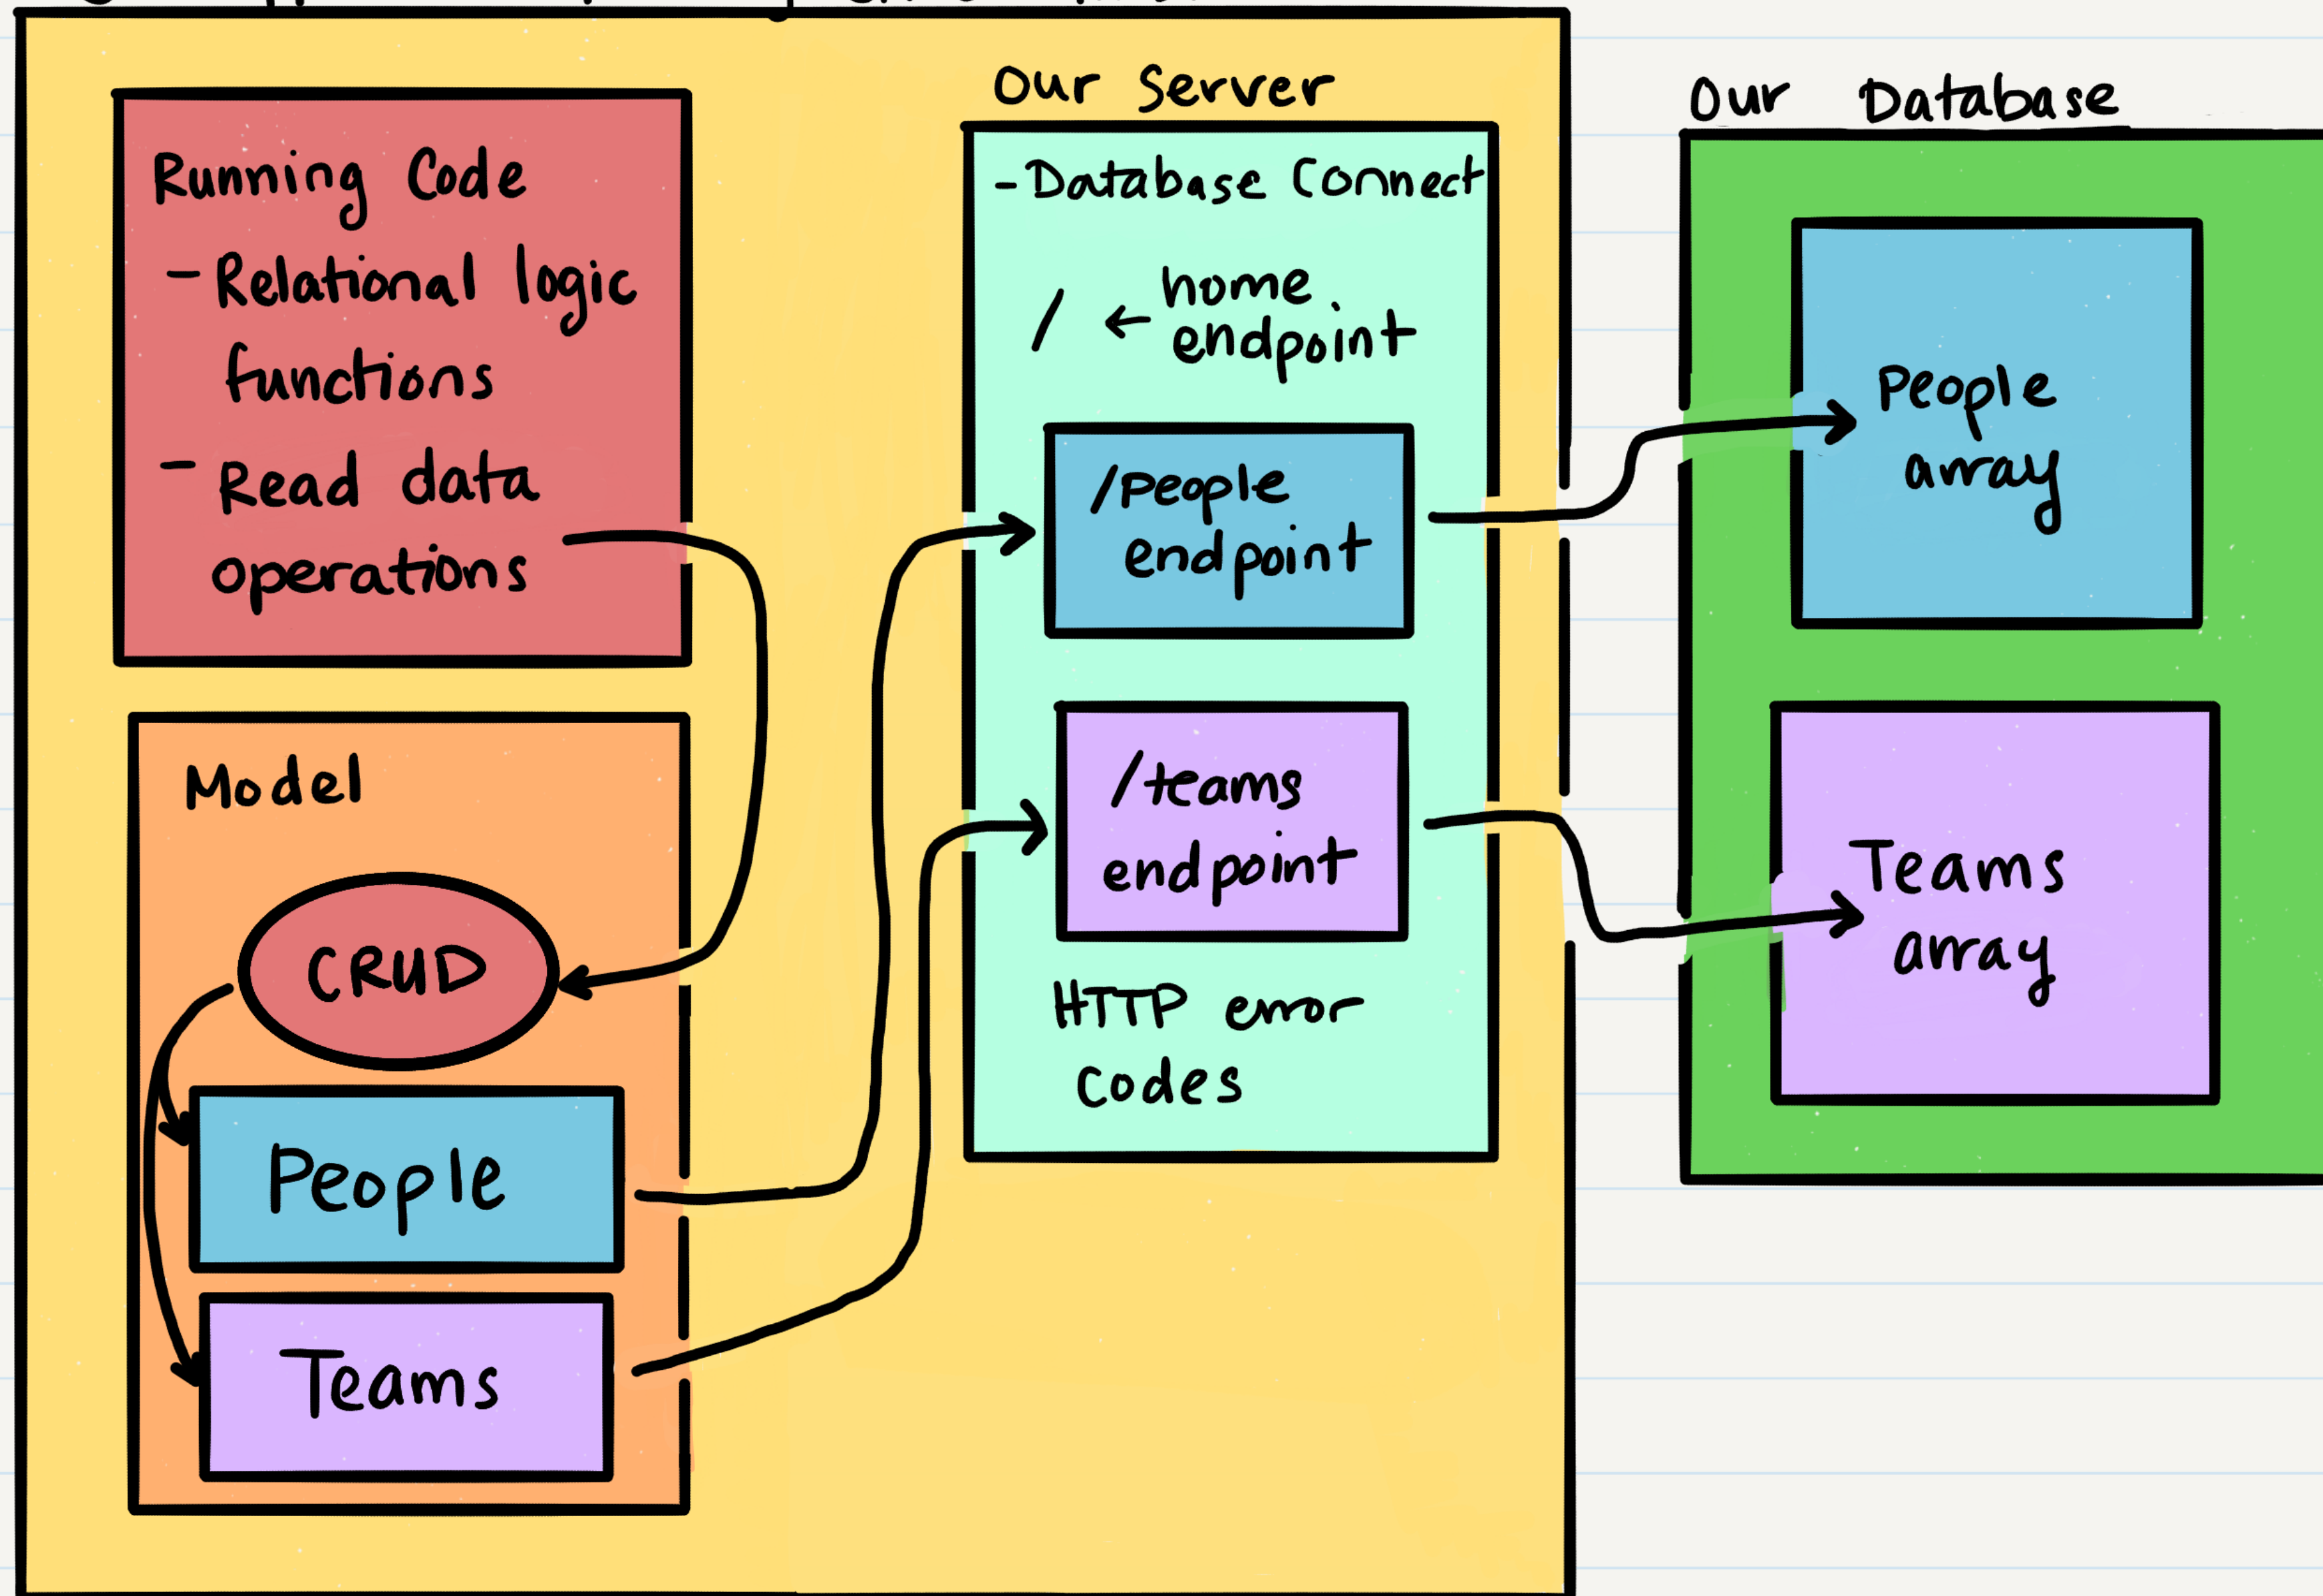 Running Code
- Relational logic
functions
- Read data
operations
Model
CRUD
People
Teams
Our Server
- Database Connect
/ ← home
endpoint
/people
endpoint
/teams
endpoint
HTTP error
codes
Our Database
People
array
Teams
array